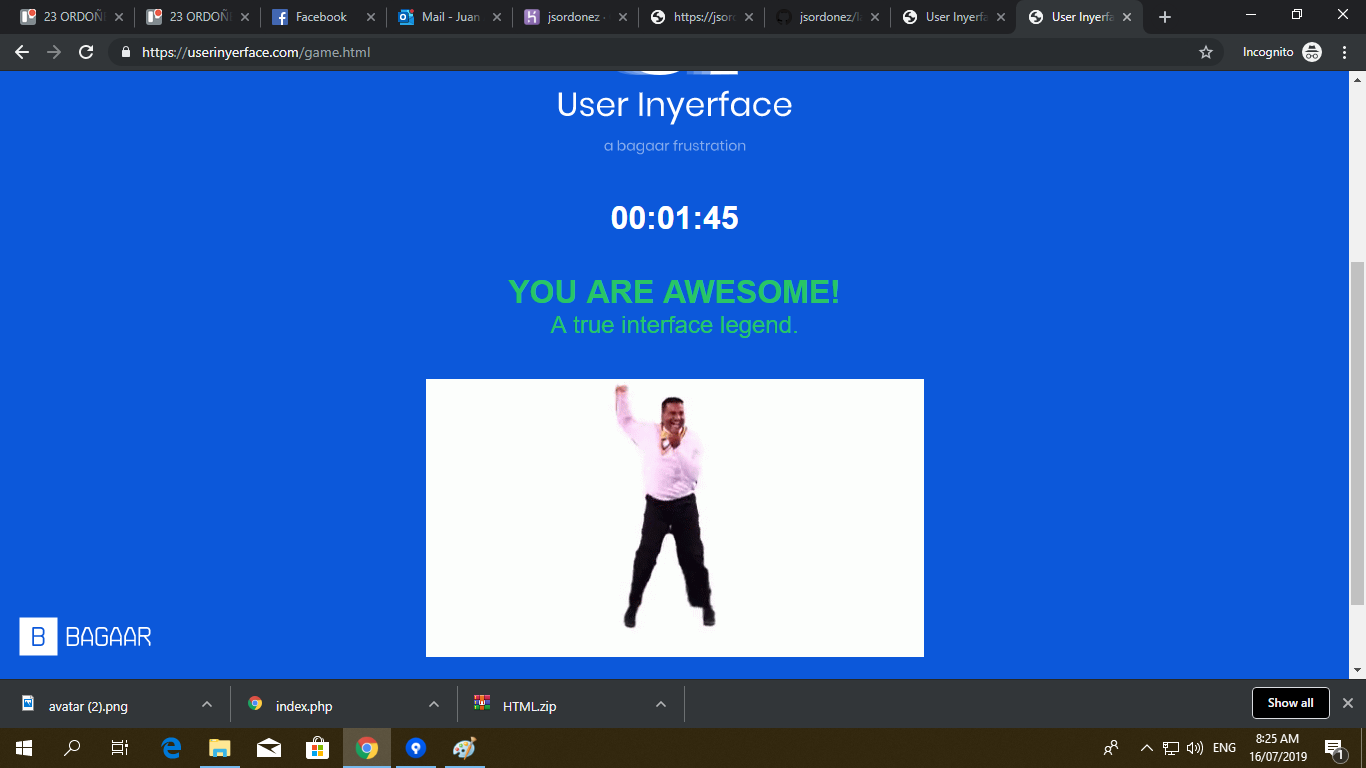 23 ORDOÑ
23 ORDOÑ
Facebook
Mail - Juan
jsordonez
https://jsor
jsordonez/l
User Inyerfa
User Inyerfa
https://userinyerface.com/game.html
Incognito
User Inyerface
a bagaar frustration
00:01:45
YOU ARE AWESOME!
A true interface legend.
B BAGAAR
avatar (2).png
index.php
HTML.zip
Show all
ENG
8:25 AM
16/07/2019
1